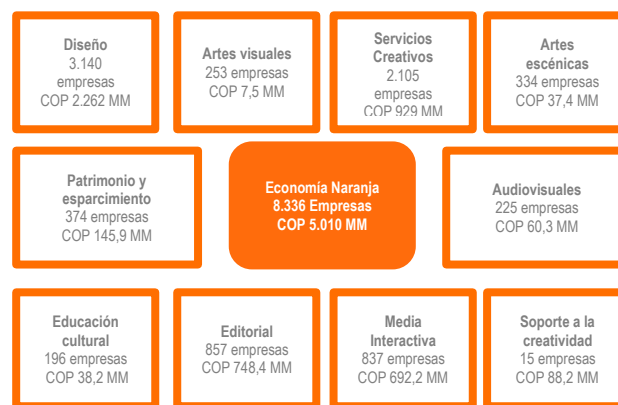 Diseño
3.140
empresas
COP 2.262 MM
Artes visuales
253 empresas
COP 7,5 MM
Servicios
Creativos
2.105
empresas
COP 929 MM
Artes
escénicas
334 empresas
COP 37,4 MM
Patrimonio y
esparcimiento
374 empresas
COP 145,9 MM
Economía Naranja
8.336 Empresas
COP 5.010 MM
Audiovisuales
225 empresas
COP 60,3 MM
Educación
cultural
196 empresas
COP 38,2 MM
Editorial
857 empresas
COP 748,4 MM
Media
Interactiva
837 empresas
COP 692,2 MM
Soporte a la
creatividad
15 empresas
COP 88,2 MM